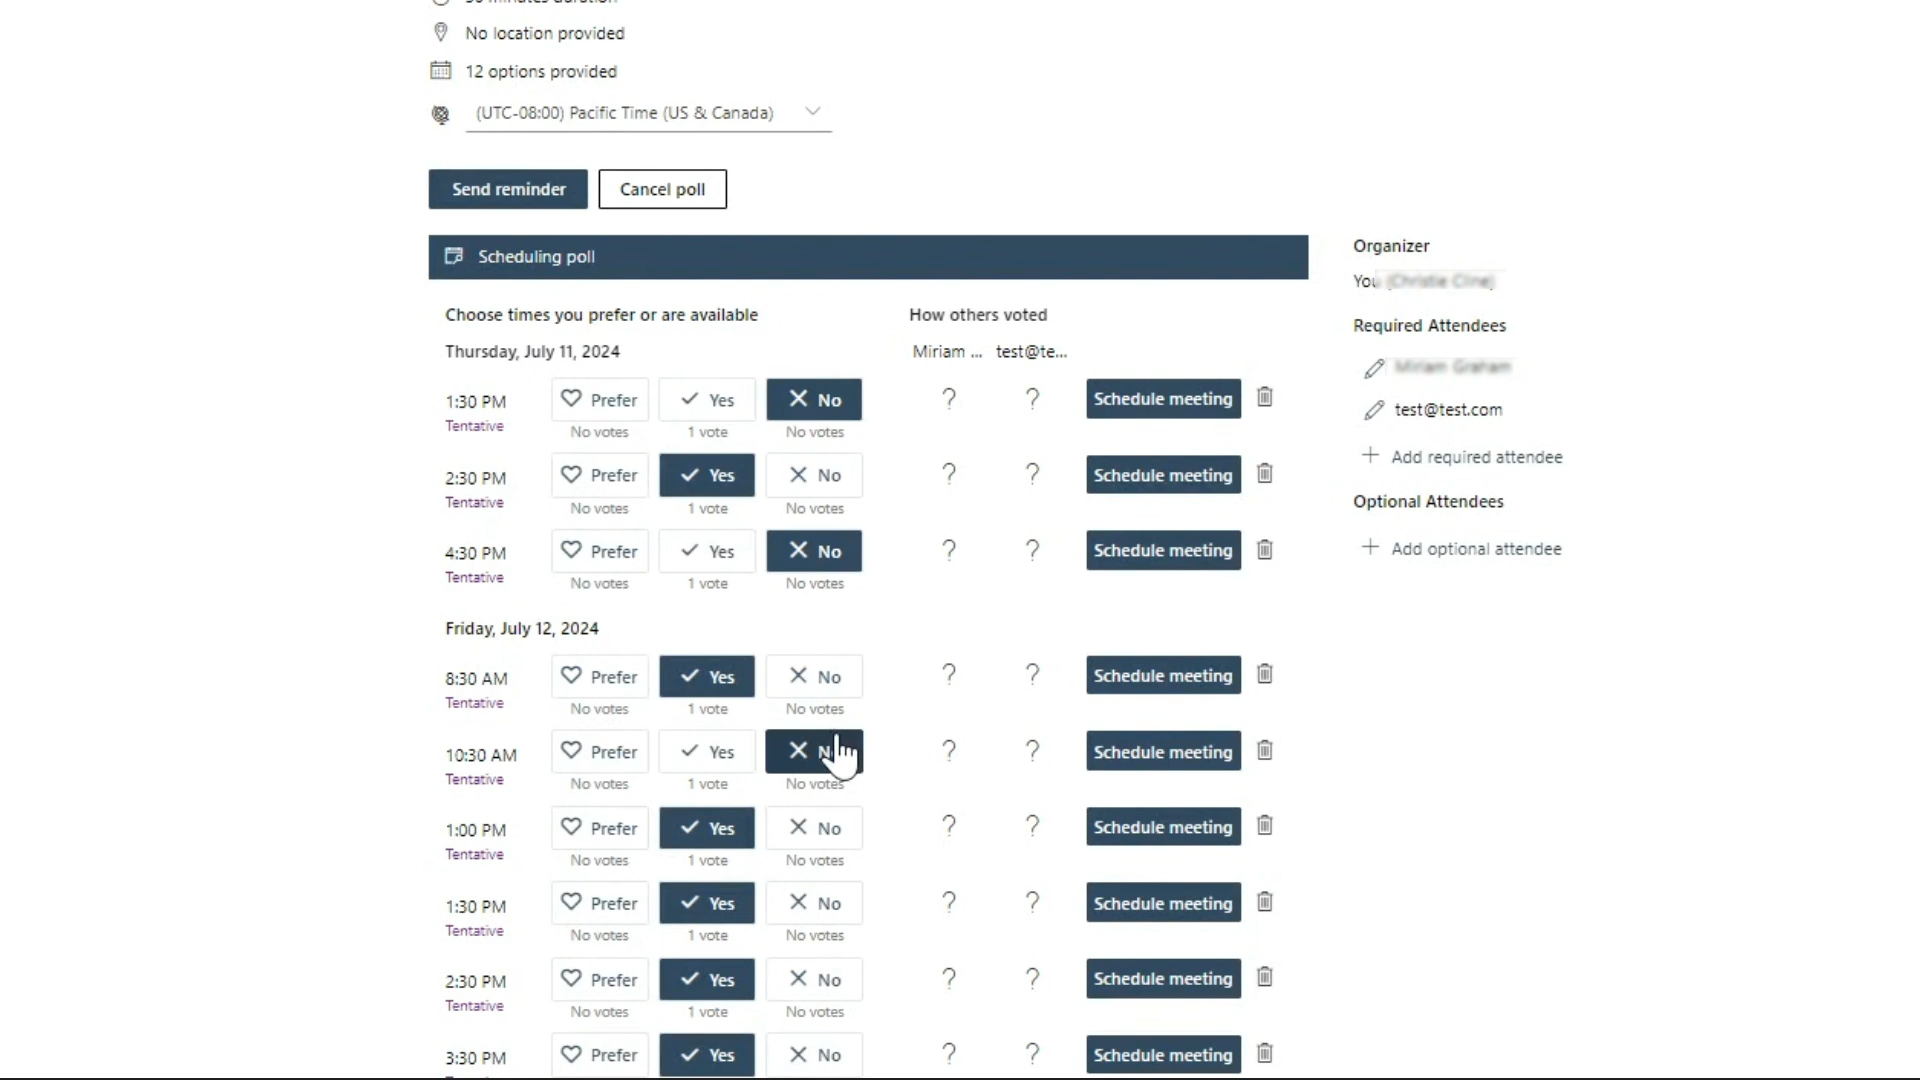 No location provided
12 options provided
(UTC-08:00) Pacific Time (US & Canada)
Send reminder
Cancel poll
Scheduling poll
Choose times you prefer or are available
How others voted
Thursday, July 11, 2024
Miriam ... test@te...
1:30 PM Prefer Yes No ? ? Schedule meeting
Tentative No votes 1 vote No votes
2:30 PM Prefer Yes No ? ? Schedule meeting
Tentative No votes 1 vote No votes
4:30 PM Prefer Yes No ? ? Schedule meeting
Tentative No votes 1 vote No votes
Friday, July 12, 2024
8:30 AM Prefer Yes No ? ? Schedule meeting
Tentative No votes 1 vote No votes
10:30 AM Prefer Yes ? ? Schedule meeting
Tentative No votes 1 vote No votes
1:00 PM Prefer Yes No ? ? Schedule meeting
Tentative No votes 1 vote No votes
1:30 PM Prefer Yes No ? ? Schedule meeting
Tentative No votes 1 vote No votes
2:30 PM Prefer Yes No ? ? Schedule meeting
Tentative No votes 1 vote No votes
3:30 PM Prefer Yes No ? ? Schedule meeting
Organizer
You
Required Attendees
test@test.com
Add required attendee
Optional Attendees
Add optional attendee